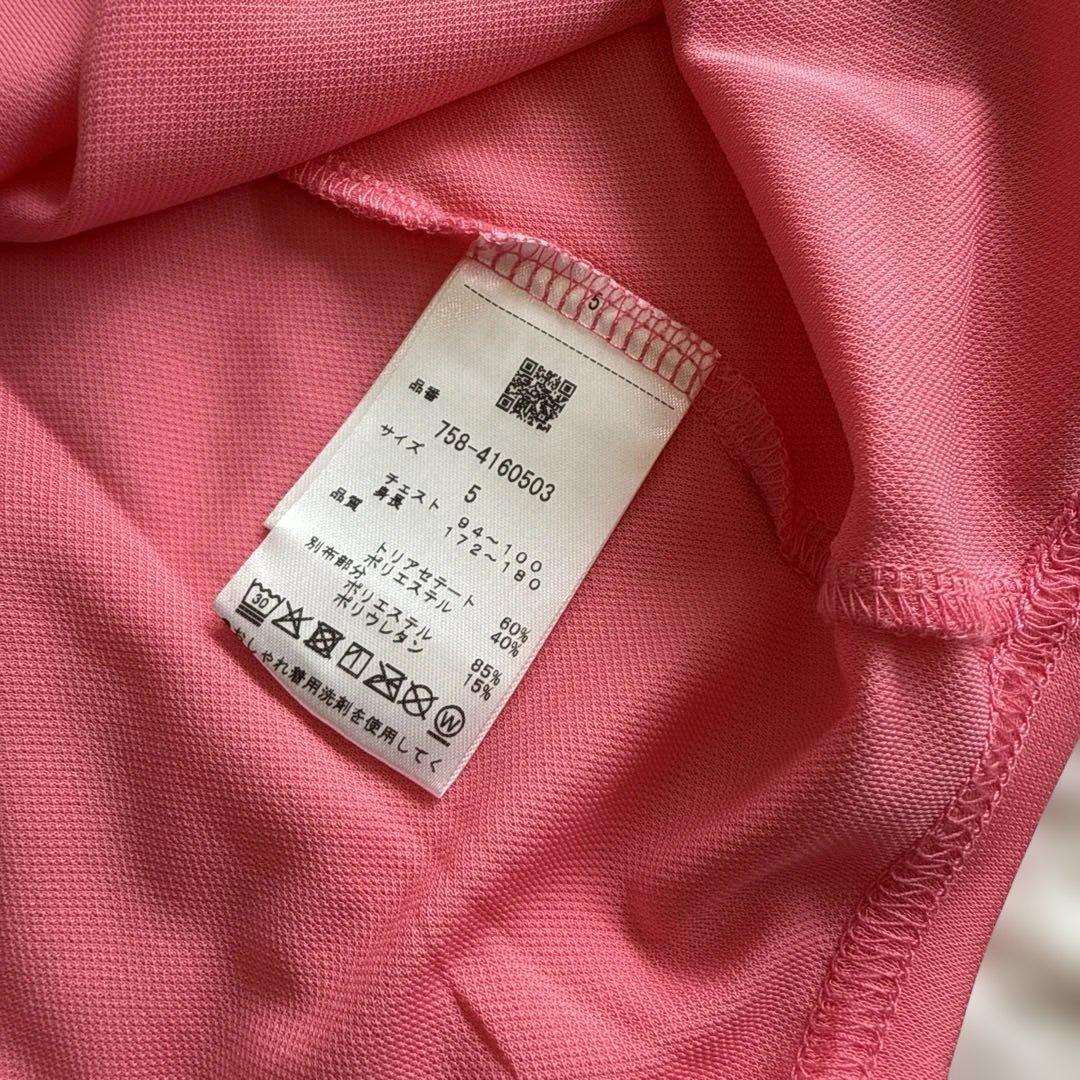 5
品番
758-4160503
サイズ
5
チェスト 94～100
身長 172～180
品質
トリアセテート 60%
ポリエステル 40%
別布部分
ポリエステル 85%
ポリウレタン 15%
30
W
おしゃれ着用洗剤を使用してく